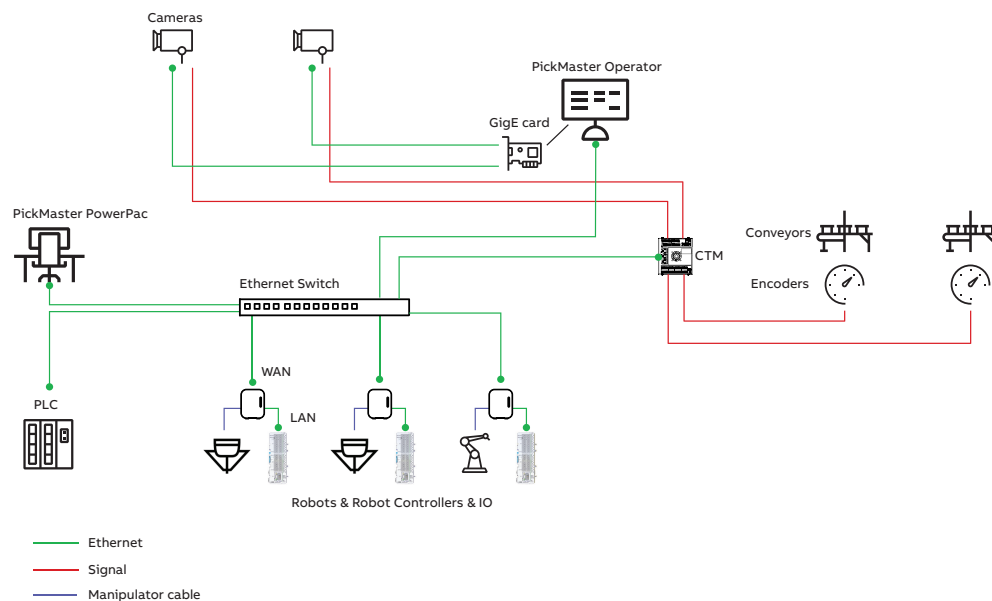 Cameras
PickMaster Operator
GigE card
PickMaster PowerPac
Conveyors
CTM
Encoders
Ethernet Switch
WAN
PLC
LAN
Robots & Robot Controllers & IO
Ethernet
Signal
Manipulator cable